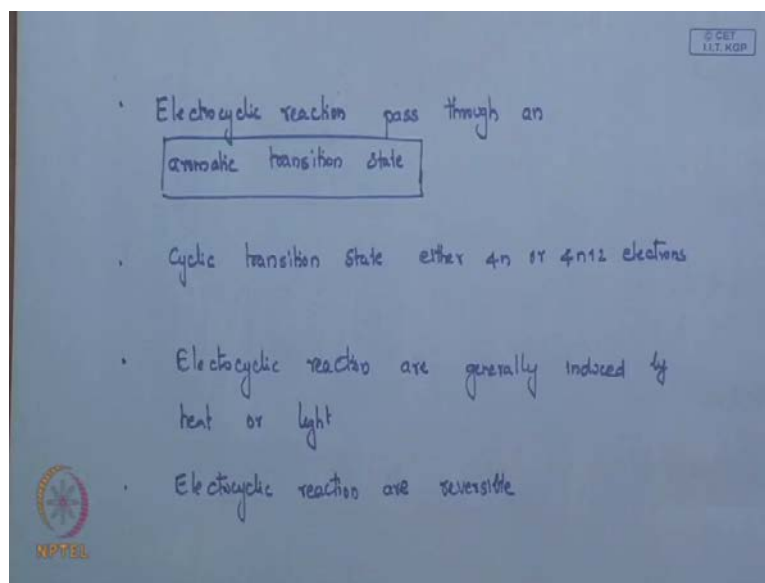 © CET
I.I.T. KGP
· Electrocyclic reaction pass through an
aromatic transition state
· Cyclic transition state either 4n or 4n+2 electrons
· Electocyclic reaction are generally induced by
heat or light
· Electrocyclic reaction are reversible
NPTEL